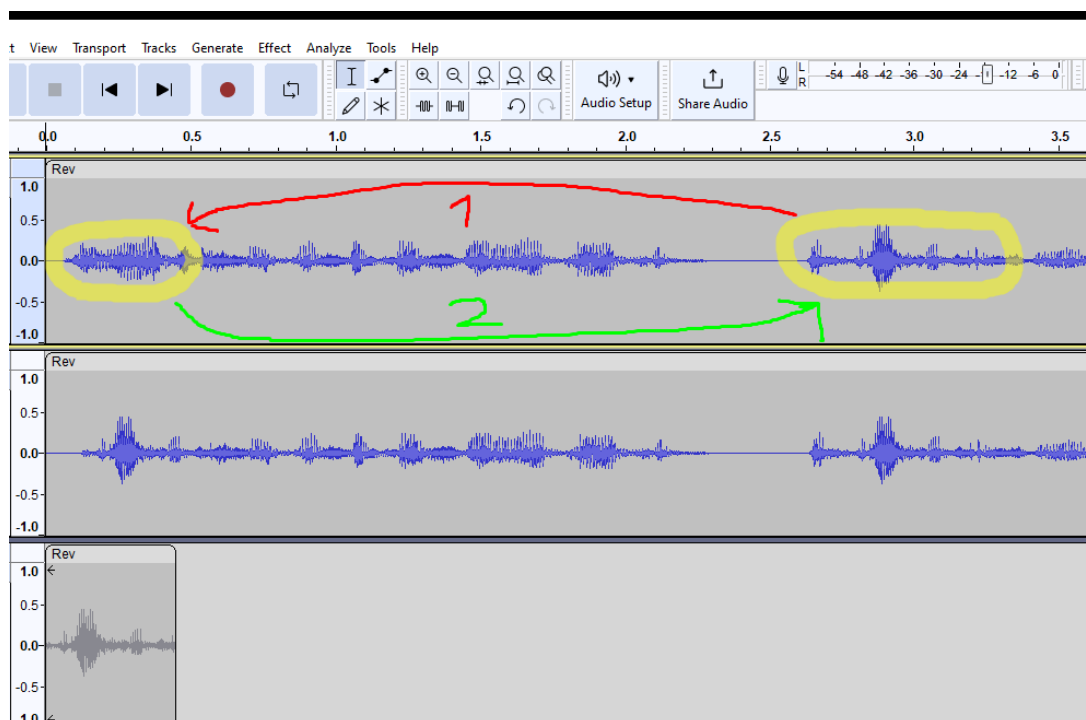 t View Transport Tracks Generate Effect Analyze Tools Help
Audio Setup
Share Audio
L
R
-54 -48 -42 -36 -30 -24 -12 -6 0
0.0 0.5 1.0 1.5 2.0 2.5 3.0 3.5
Rev
1.0
0.5
0.0
-0.5
-1.0
1
2
Rev
1.0
0.5
0.0
-0.5
-1.0
Rev
1.0
0.5
0.0
-0.5